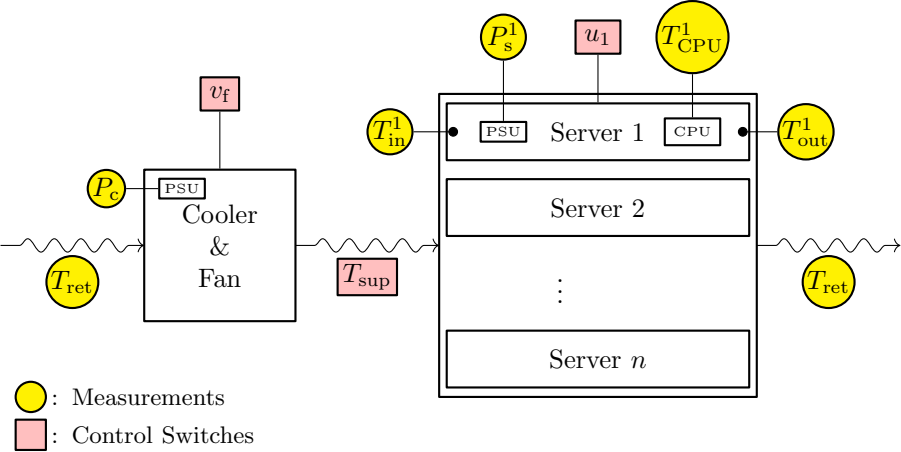 P_s^1
u_1
T_CPU^1
v_f
T_in^1
PSU
Server 1
CPU
T_out^1
P_c
PSU
Cooler
&
Fan
Server 2
T_ret
T_sup
T_ret
⋮
Server n
: Measurements
: Control Switches